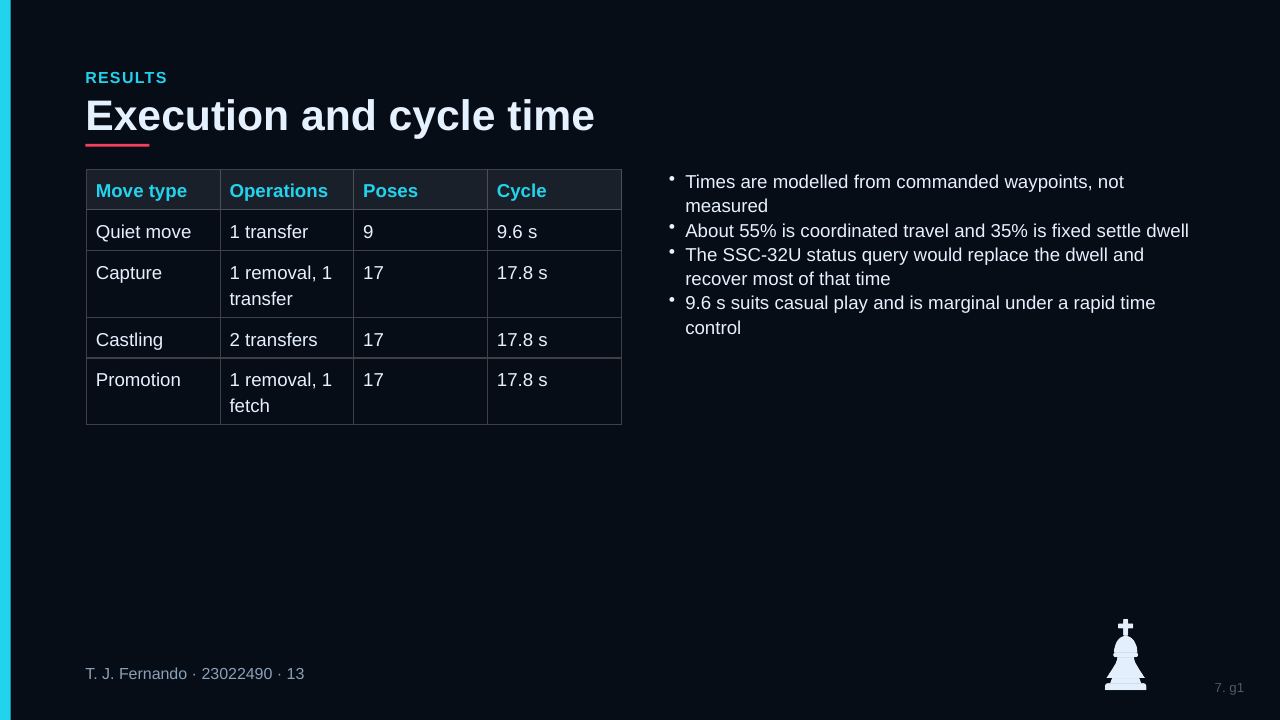 RESULTS
Execution and cycle time
Move type Operations Poses Cycle
Quiet move 1 transfer 9 9.6 s
Capture 1 removal, 1 transfer 17 17.8 s
Castling 2 transfers 17 17.8 s
Promotion 1 removal, 1 fetch 17 17.8 s
• Times are modelled from commanded waypoints, not
measured
• About 55% is coordinated travel and 35% is fixed settle dwell
• The SSC-32U status query would replace the dwell and
recover most of that time
• 9.6 s suits casual play and is marginal under a rapid time
control
T. J. Fernando · 23022490 · 13
7. g1